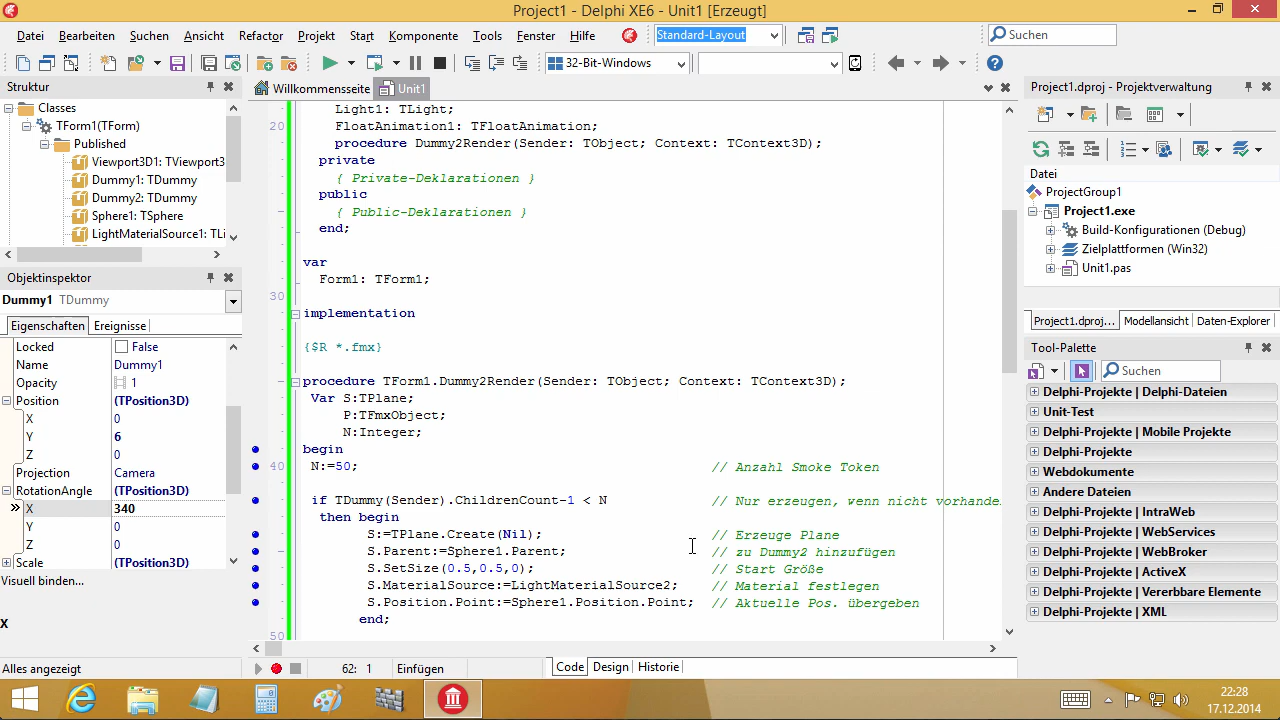 Project1 - Delphi XE6 - Unit1 [Erzeugt]
Datei Bearbeiten Suchen Ansicht Refactor Projekt Start Komponente Tools Fenster Hilfe Standard-Layout Suchen
32-Bit-Windows
Struktur
Classes
TForm1(TForm)
Published
Viewport3D1: TViewport3
Dummy1: TDummy
Dummy2: TDummy
Sphere1: TSphere
LightMaterialSource1: TLi
Objektinspektor
Dummy1 TDummy
Eigenschaften Ereignisse
Locked False
Name Dummy1
Opacity 1
Position (TPosition3D)
X 0
Y 6
Z 0
Projection Camera
RotationAngle (TPosition3D)
X 340
Y 0
Z 0
Scale (TPosition3D)
Visuell binden...
X
Alles angezeigt
Willkommensseite Unit1
Light1: TLight;
20 FloatAnimation1: TFloatAnimation;
procedure Dummy2Render(Sender: TObject; Context: TContext3D);
private
{ Private-Deklarationen }
public
{ Public-Deklarationen }
end;
var
Form1: TForm1;
30
implementation
{$R *.fmx}
procedure TForm1.Dummy2Render(Sender: TObject; Context: TContext3D);
Var S:TPlane;
P:TFmxObject;
N:Integer;
begin
40 N:=50; // Anzahl Smoke Token
if TDummy(Sender).ChildrenCount-1 < N // Nur erzeugen, wenn nicht vorhande
then begin
S:=TPlane.Create(Nil); // Erzeuge Plane
S.Parent:=Sphere1.Parent; // zu Dummy2 hinzufügen
S.SetSize(0.5,0.5,0); // Start Größe
S.MaterialSource:=LightMaterialSource2; // Material festlegen
S.Position.Point:=Sphere1.Position.Point; // Aktuelle Pos. übergeben
end;
50
62: 1 Einfügen Code Design Historie
Project1.dproj - Projektverwaltung
Datei
ProjectGroup1
Project1.exe
Build-Konfigurationen (Debug)
Zielplattformen (Win32)
Unit1.pas
Project1.dproj... Modellansicht Daten-Explorer
Tool-Palette
Suchen
Delphi-Projekte | Delphi-Dateien
Unit-Test
Delphi-Projekte | Mobile Projekte
Delphi-Projekte
Webdokumente
Andere Dateien
Delphi-Projekte | IntraWeb
Delphi-Projekte | WebServices
Delphi-Projekte | WebBroker
Delphi-Projekte | ActiveX
Delphi-Projekte | Vererbbare Elemente
Delphi-Projekte | XML
22:28
17.12.2014